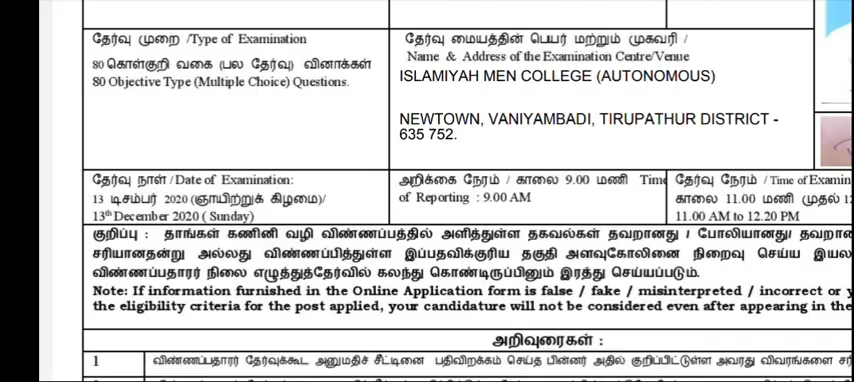 தேர்வு முறை /Type of Examination
80 கொள்குறி வகை (பல தேர்வு) வினாக்கள்
80 Objective Type (Multiple Choice) Questions.
தேர்வு மையத்தின் பெயர் மற்றும் முகவரி /
Name & Address of the Examination Centre/Venue
ISLAMIYAH MEN COLLEGE (AUTONOMOUS)
NEWTOWN, VANIYAMBADI, TIRUPATHUR DISTRICT -
635 752.
தேர்வு நாள் / Date of Examination:
13 டிசம்பர் 2020 (ஞாயிற்றுக் கிழமை)/
13th December 2020 ( Sunday)
அறிக்கை நேரம் / காலை 9.00 மணி Time
of Reporting : 9.00 AM
தேர்வு நேரம் / Time of Examin
காலை 11.00 மணி முதல்
11.00 AM to 12.20 PM
குறிப்பு : தாங்கள் கணினி வழி விண்ணப்பத்தில் அளித்துள்ள தகவல்கள் தவறானது / போலியானது/ தவறான
சரியானதன்று அல்லது விண்ணப்பித்துள்ள இப்பதவிக்குரிய தகுதி அளவுகோலினை நிறைவு செய்ய இயல
விண்ணப்பதாரர் நிலை எழுத்துத்தேர்வில் கலந்து கொண்டிருப்பினும் இரத்து செய்யப்படும்.
Note: If information furnished in the Online Application form is false / fake / misinterpreted / incorrect or y
the eligibility criteria for the post applied, your candidature will not be considered even after appearing in the
அறிவுரைகள் :
1 விண்ணப்பதாரர் தேர்வுக்கூட அனுமதிச் சீட்டினை பதிவிறக்கம் செய்த பின்னர் அதில் குறிப்பிட்டுள்ள அவரது விவரங்களை சரி